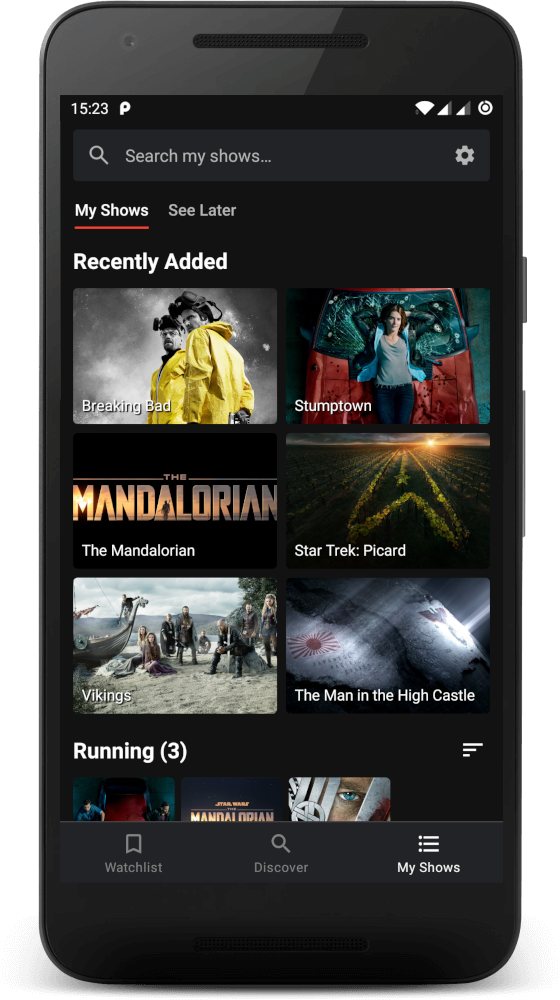 15:23
Search my shows...
My Shows See Later
Recently Added
Breaking Bad
Stumptown
THE
MANDALORIAN
The Mandalorian
Star Trek: Picard
Vikings
The Man in the High Castle
Running (3)
STAR WARS
THE
MANDALORIAN
Watchlist
Discover
My Shows